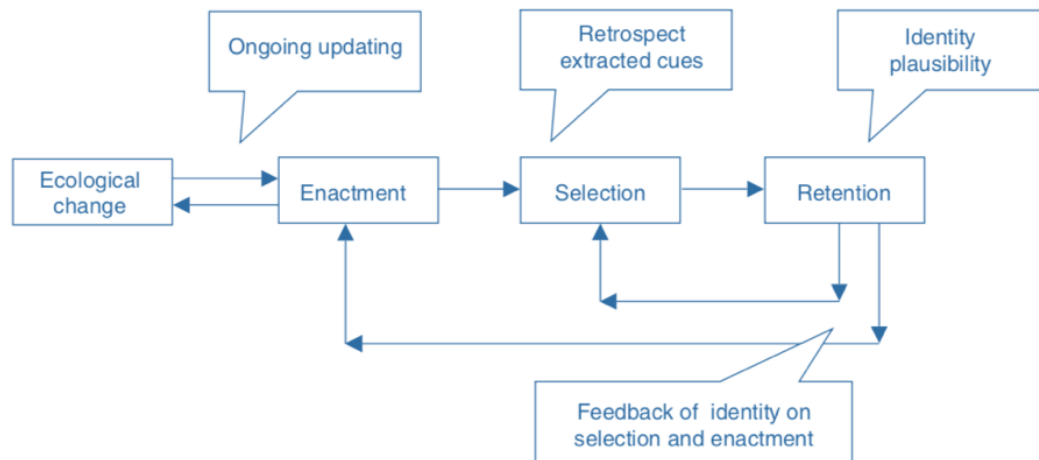 Ongoing updating
Retrospect
extracted cues
Identity
plausibility
Ecological
change
Enactment
Selection
Retention
Feedback of identity on
selection and enactment